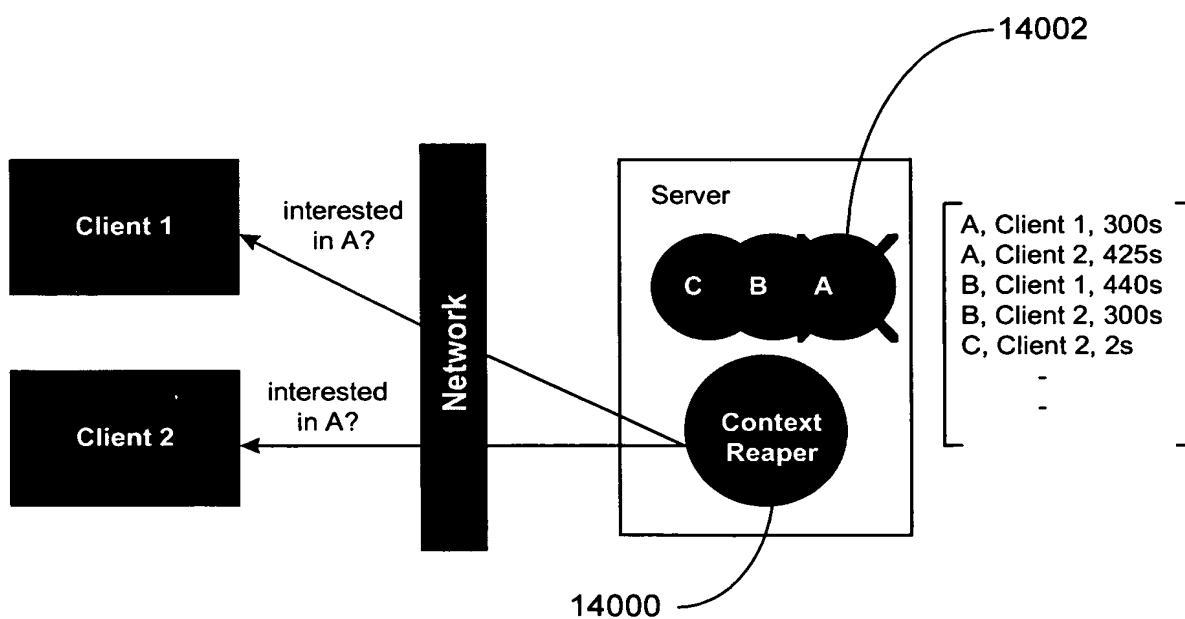 14002
Client 1
interested
in A?
Network
Server
C B A
A, Client 1, 300s
A, Client 2, 425s
B, Client 1, 440s
B, Client 2, 300s
C, Client 2, 2s
-
-
Client 2
interested
in A?
Context
Reaper
14000